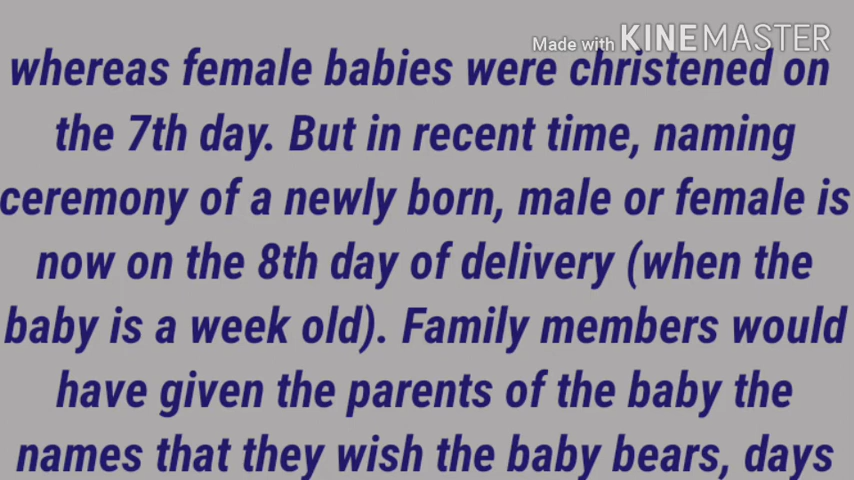 Made with KINEMASTER
whereas female babies were christened on
the 7th day. But in recent time, naming
ceremony of a newly born, male or female is
now on the 8th day of delivery (when the
baby is a week old). Family members would
have given the parents of the baby the
names that they wish the baby bears, days